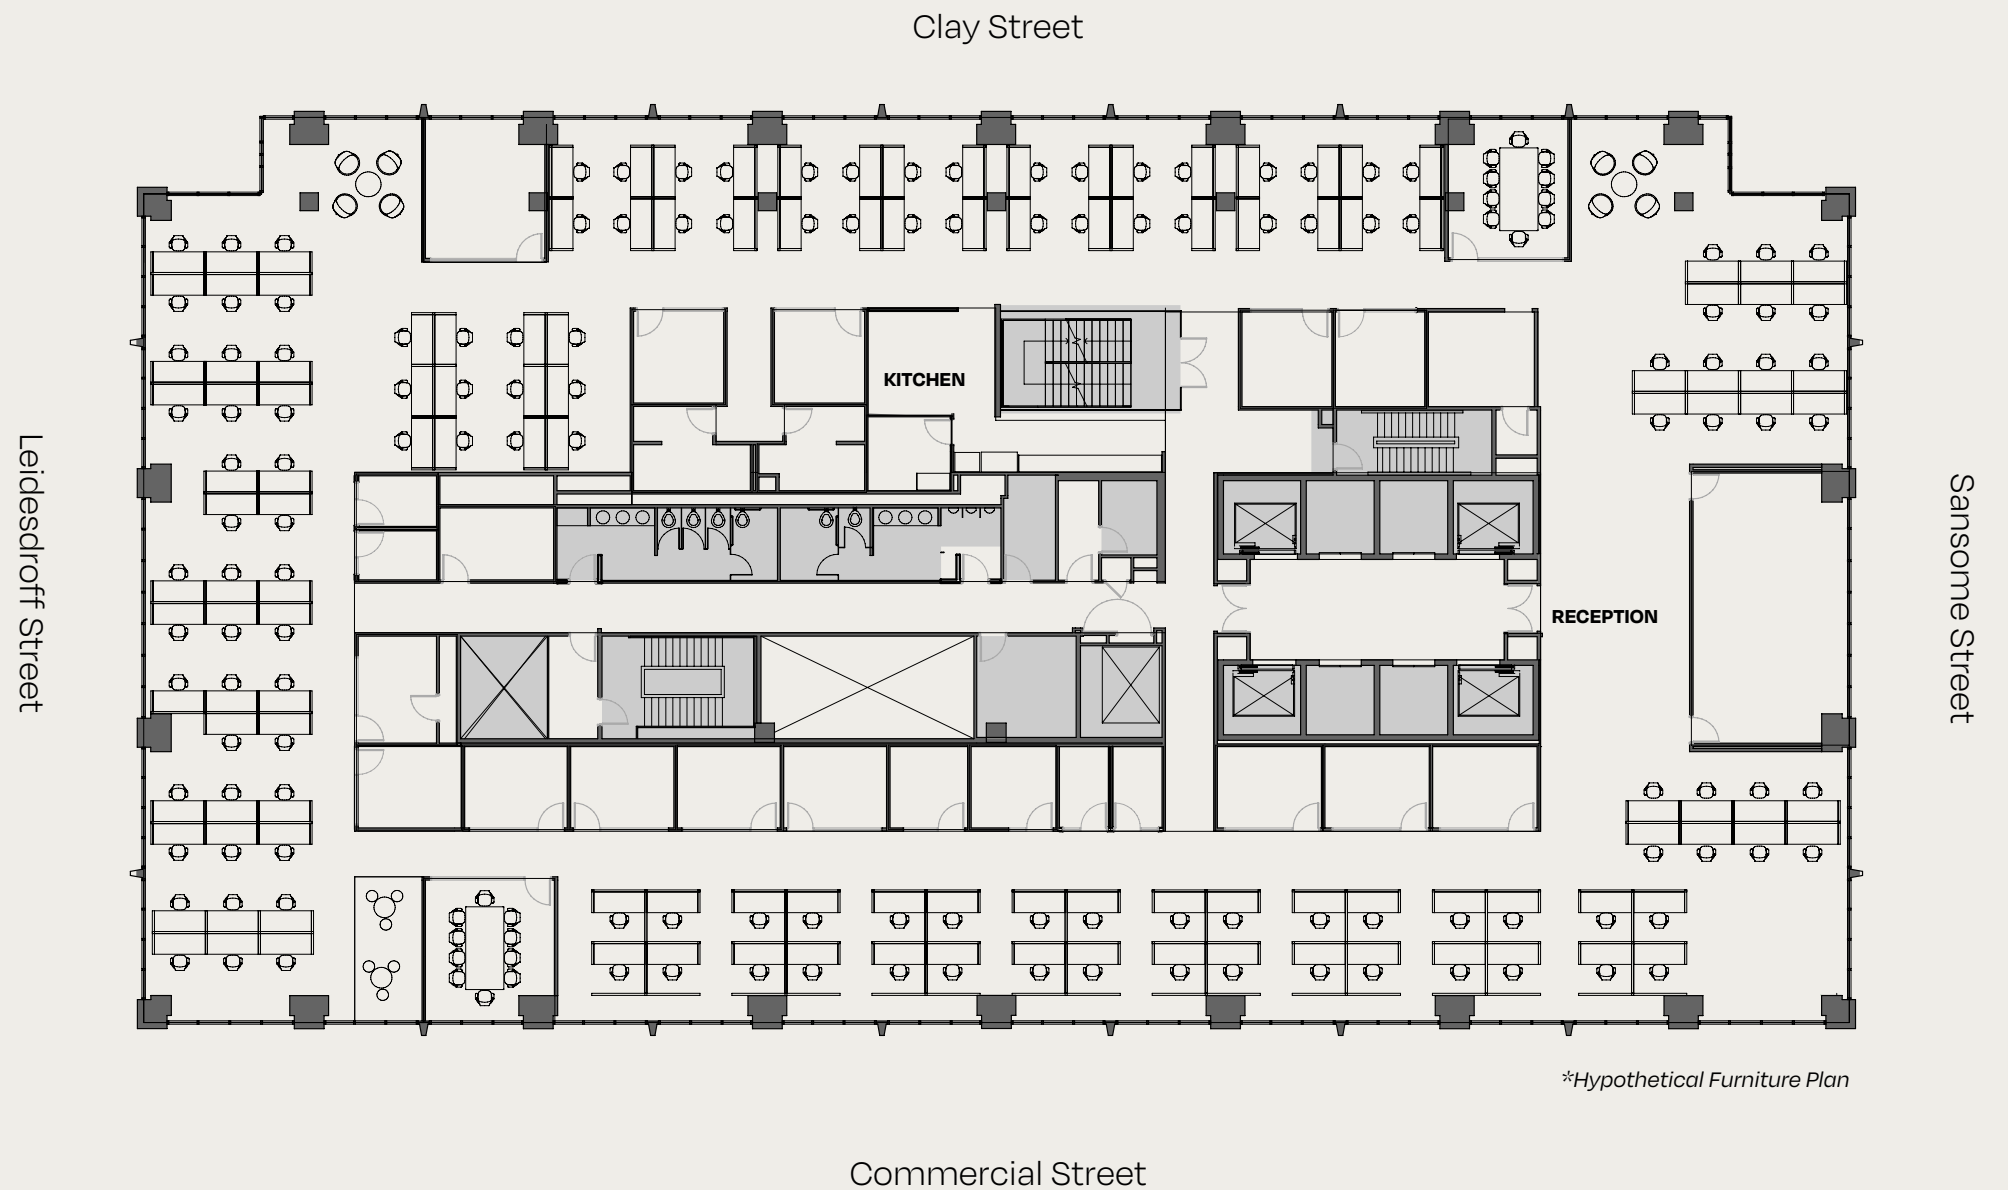 Clay Street
KITCHEN
Leidesdroff Street
Sansome Street
RECEPTION
*Hypothetical Furniture Plan
Commercial Street